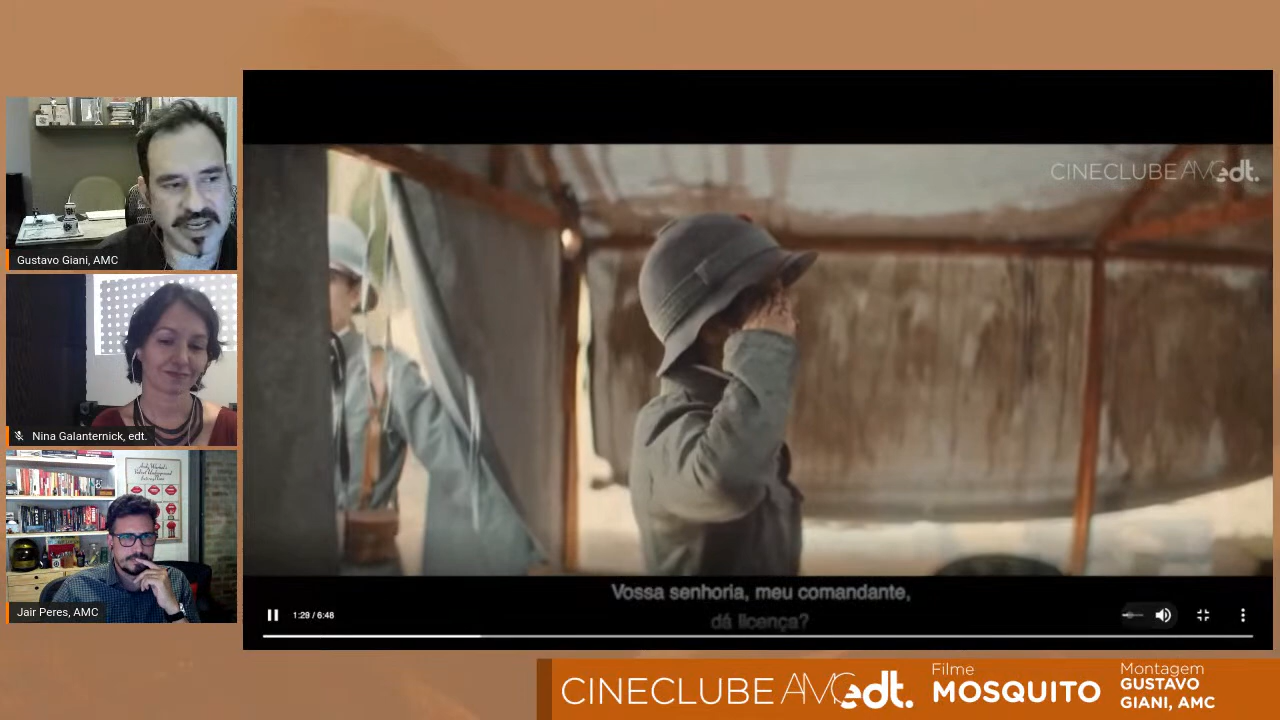 Gustavo Giani, AMC
Nina Galanternick, edt.
Jair Peres, AMC
CINECLUBE AMC edt.
Vossa senhoria, meu comandante,
dá licença?
1:29 / 6:48
CINECLUBE AMC edt.
Filme
MOSQUITO
Montagem
GUSTAVO
GIANI, AMC